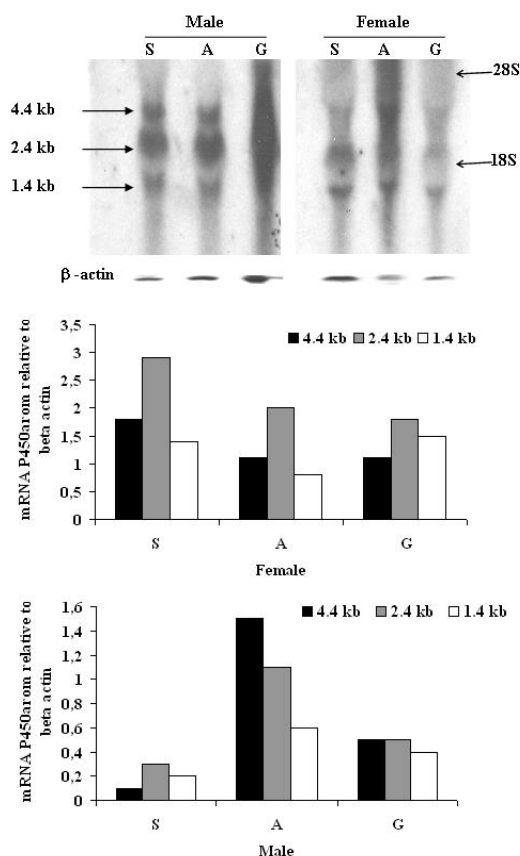 Male Female
S A G S A G
28S
4.4 kb
2.4 kb
18S
1.4 kb
β -actin
mRNA P450arom relative to
beta actin
3,5
3
2,5
2
1,5
1
0,5
0
4.4 kb 2.4 kb 1.4 kb
S A G
Female
mRNA P450arom relative to
beta actin
1,6
1,4
1,2
1
0,8
0,6
0,4
0,2
0
4.4 kb 2.4 kb 1.4 kb
S A G
Male